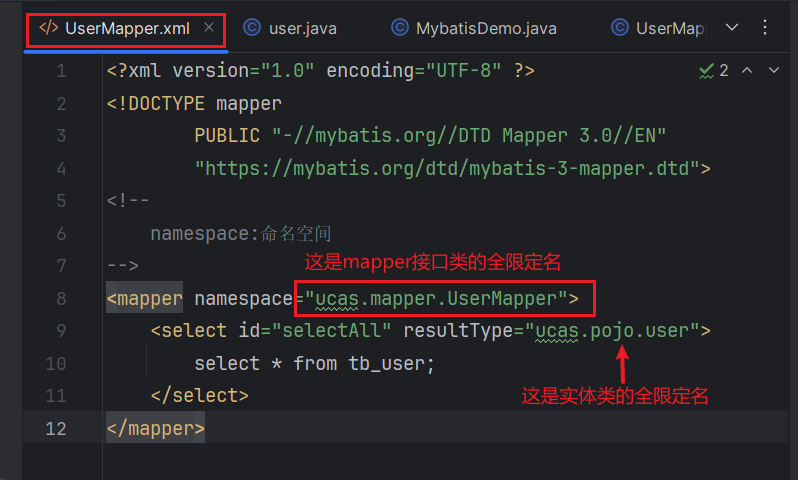 UserMapper.xml user.java MybatisDemo.java UserMap
1 <?xml version="1.0" encoding="UTF-8" ?> 2
2 <!DOCTYPE mapper
3 PUBLIC "-//mybatis.org//DTD Mapper 3.0//EN"
4 "https://mybatis.org/dtd/mybatis-3-mapper.dtd">
5 <!--
6 namespace:命名空间
7 -->
这是mapper接口类的全限定名
8 <mapper namespace="ucas.mapper.UserMapper">
9 <select id="selectAll" resultType="ucas.pojo.user">
10 select * from tb_user;
11 </select>
这是实体类的全限定名
12 </mapper>